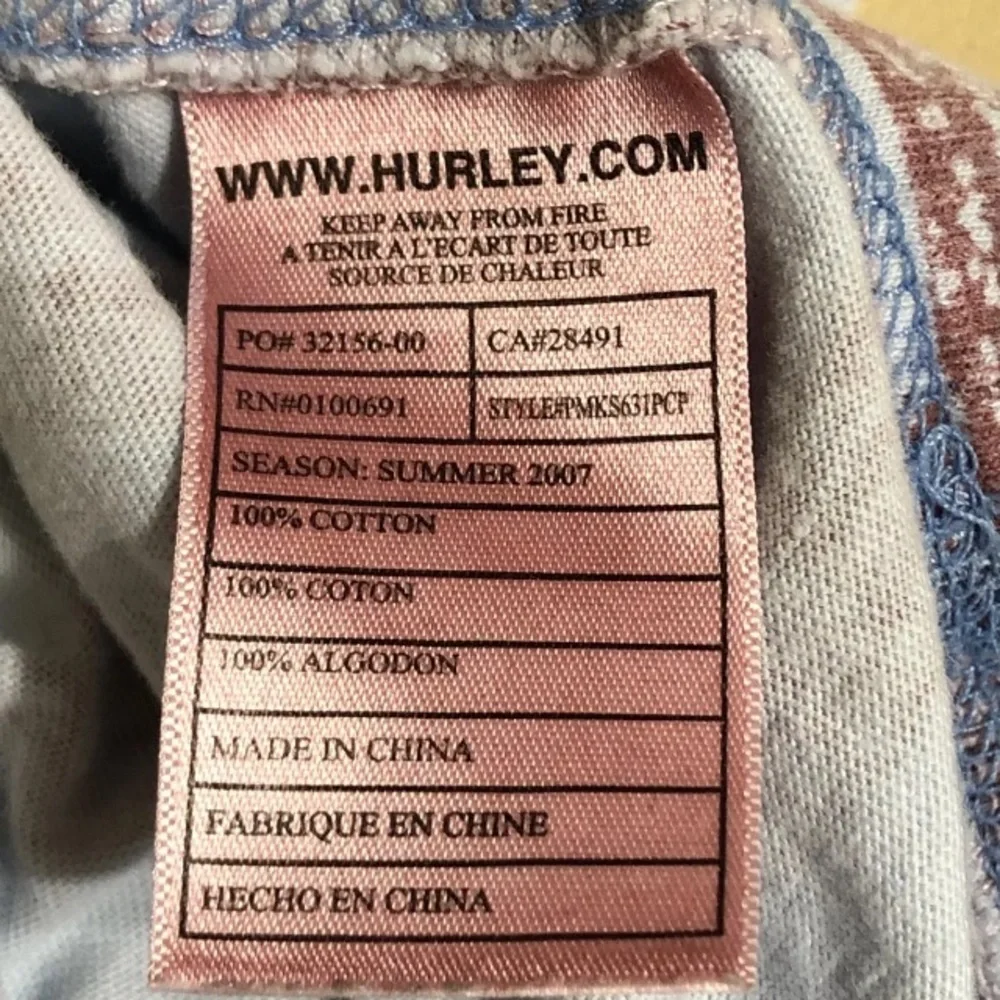 WWW.HURLEY.COM
KEEP AWAY FROM FIRE
A TENIR A L'ECART DE TOUTE
SOURCE DE CHALEUR
PO# 32156-00 CA#28491
RN#0100691 STYLE#PMKS631PCP
SEASON: SUMMER 2007
100% COTTON
100% COTON
100% ALGODON
MADE IN CHINA
FABRIQUE EN CHINE
HECHO EN CHINA